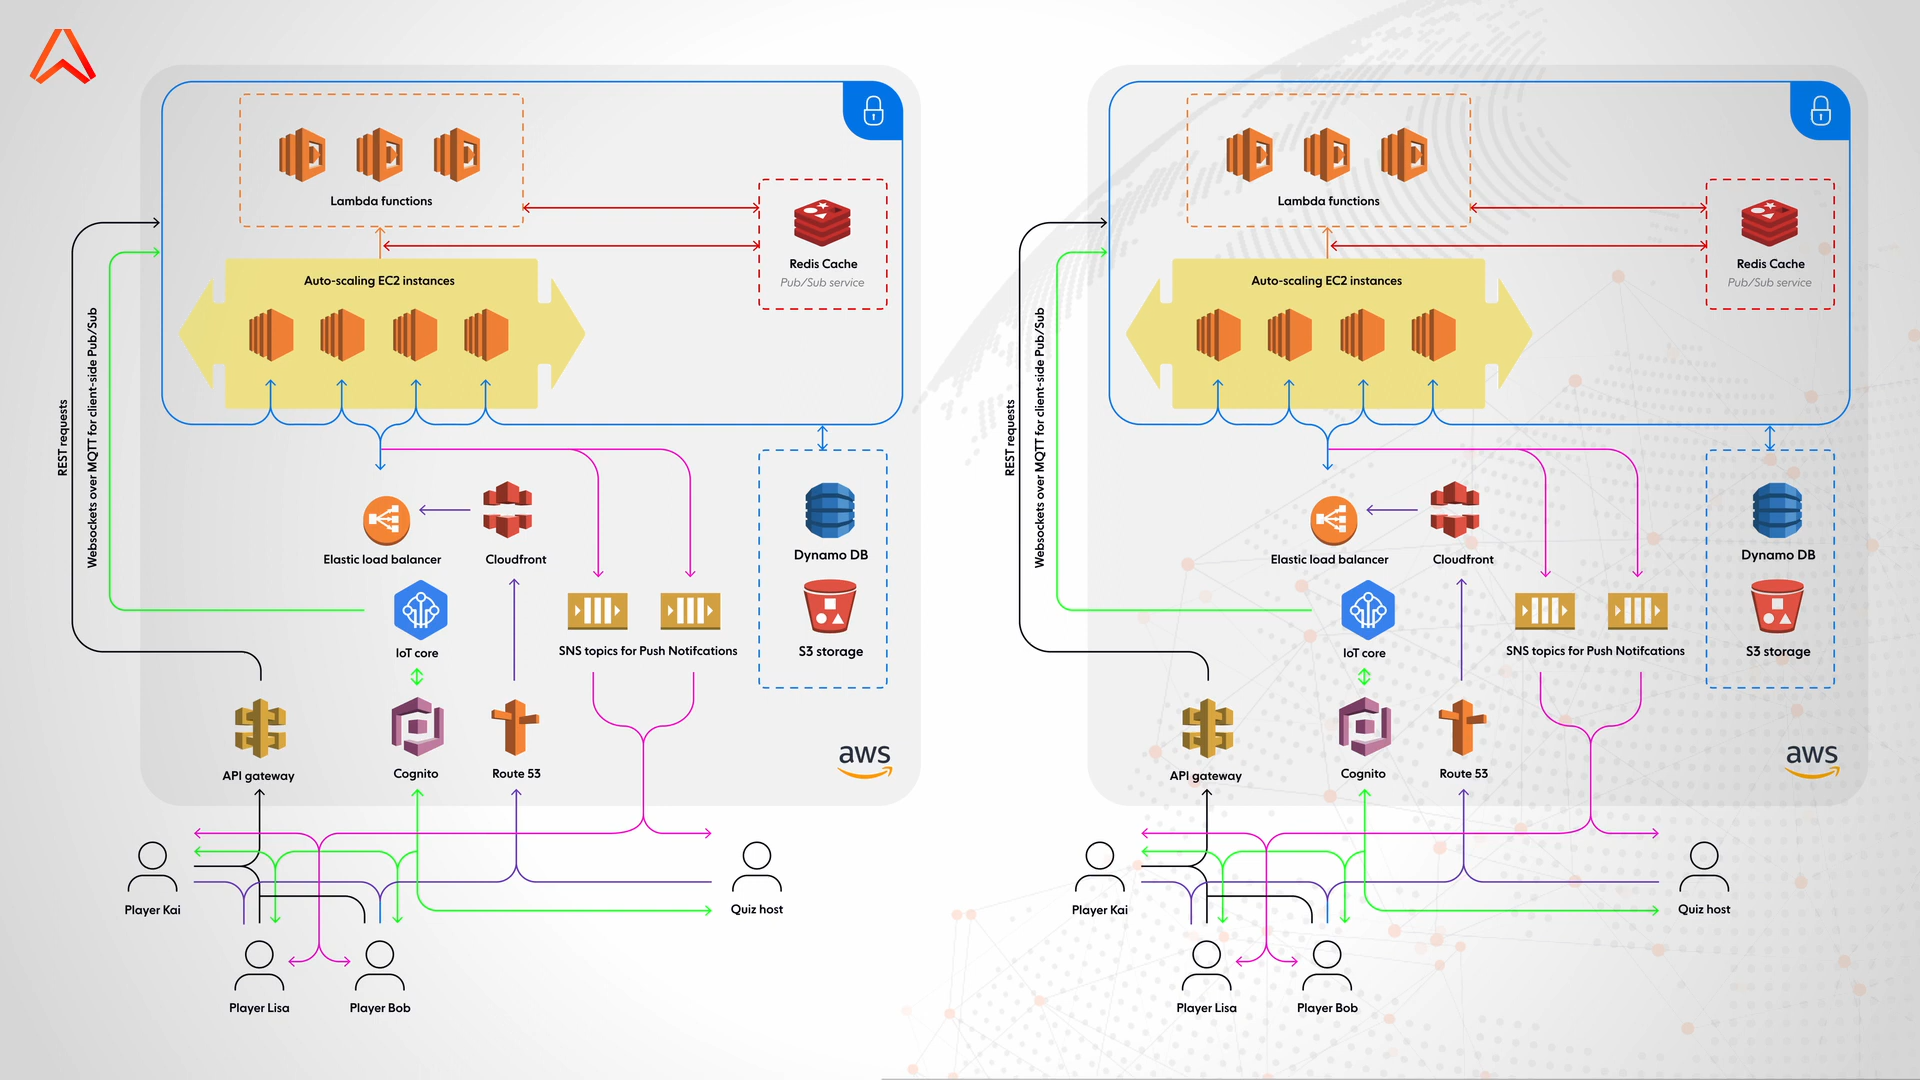 Lambda functions
Redis Cache
Pub/Sub service
Auto-scaling EC2 instances
REST requests
Websockets over MQTT for client-side Pub/Sub
Elastic load balancer
Cloudfront
Dynamo DB
IoT core
SNS topics for Push Notifcations
S3 storage
API gateway
Cognito
Route 53
aws
Player Kai
Quiz host
Player Lisa
Player Bob
Lambda functions
Redis Cache
Pub/Sub service
Auto-scaling EC2 instances
REST requests
Websockets over MQTT for client-side Pub/Sub
Elastic load balancer
Cloudfront
Dynamo DB
IoT core
SNS topics for Push Notifcations
S3 storage
API gateway
Cognito
Route 53
aws
Player Kai
Quiz host
Player Lisa
Player Bob